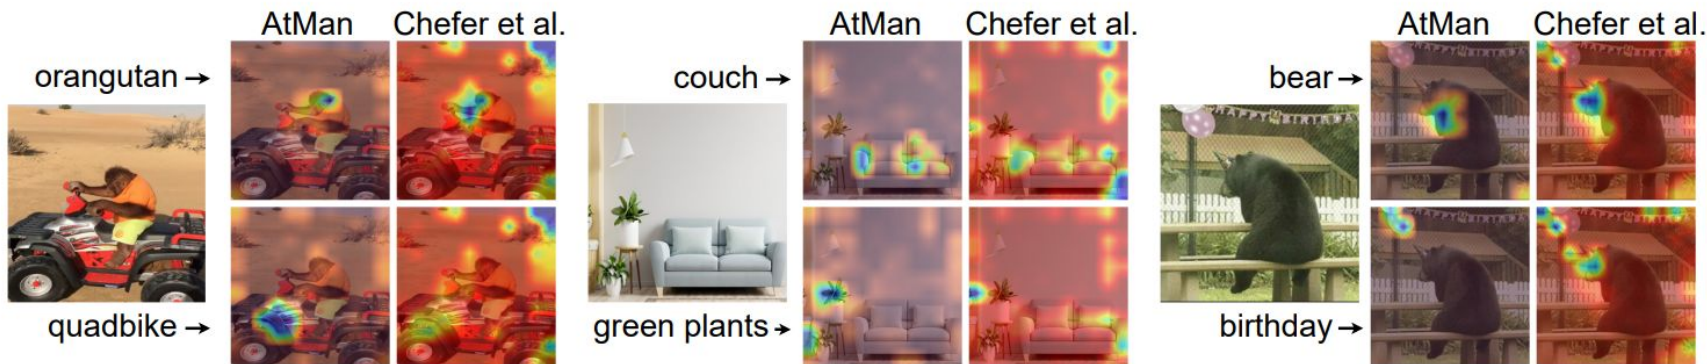 AtMan Chefer et al. AtMan Chefer et al. AtMan Chefer et al.
orangutan → couch → bear →
quadbike → green plants → birthday →